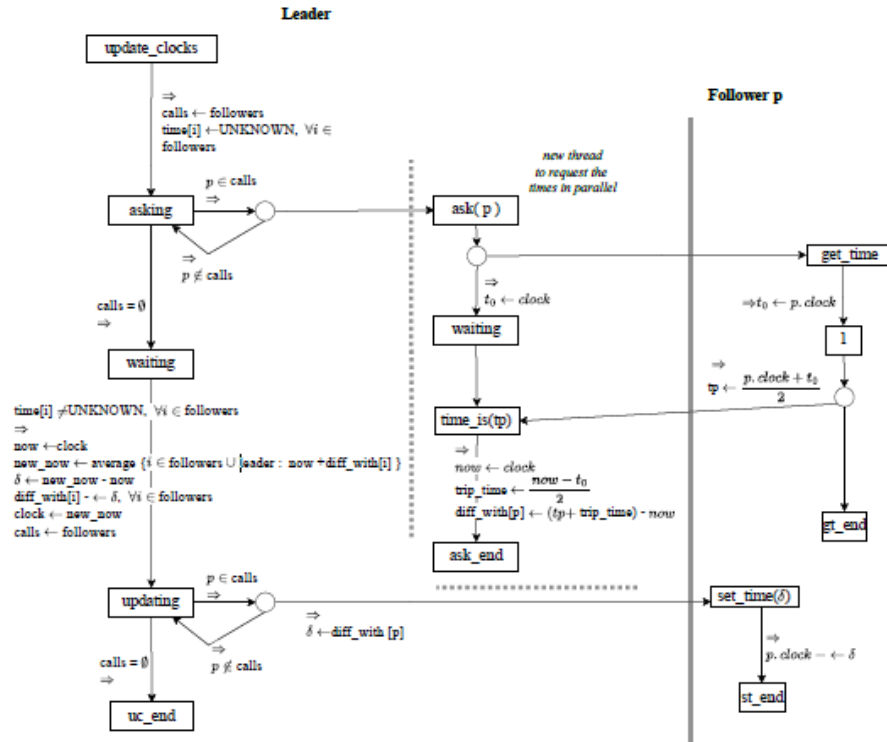 Leader
update_clocks
⇒
calls ← followers
time[i] ←UNKNOWN, ∀i ∈
followers
Follower p
new thread
to request the
times in parallel
p ∈ calls
⇒
asking
ask( p )
⇒
p ∉ calls
get_time
⇒
t₀ ← clock
⇒t₀ ← p. clock
calls = ∅
⇒
waiting
1
waiting
⇒
tp ← (p. clock + t₀)/2
time_is(tp)
time[i] ≠UNKNOWN, ∀i ∈ followers
⇒
now ←clock
new_now ← average {i ∈ followers ∪ leader : now +diff_with[i] }
δ ← new_now - now
diff_with[i] - ← δ, ∀i ∈ followers
clock ← new_now
calls ← followers
⇒
now ← clock
trip_time ← (now − t₀)/2
diff_with[p] ← (tp+ trip_time) - now
gt_end
ask_end
p ∈ calls
⇒
updating
set_time(δ)
⇒
δ ←diff_with [p]
⇒
p ∉ calls
⇒
p. clock − ← δ
calls = ∅
⇒
st_end
uc_end